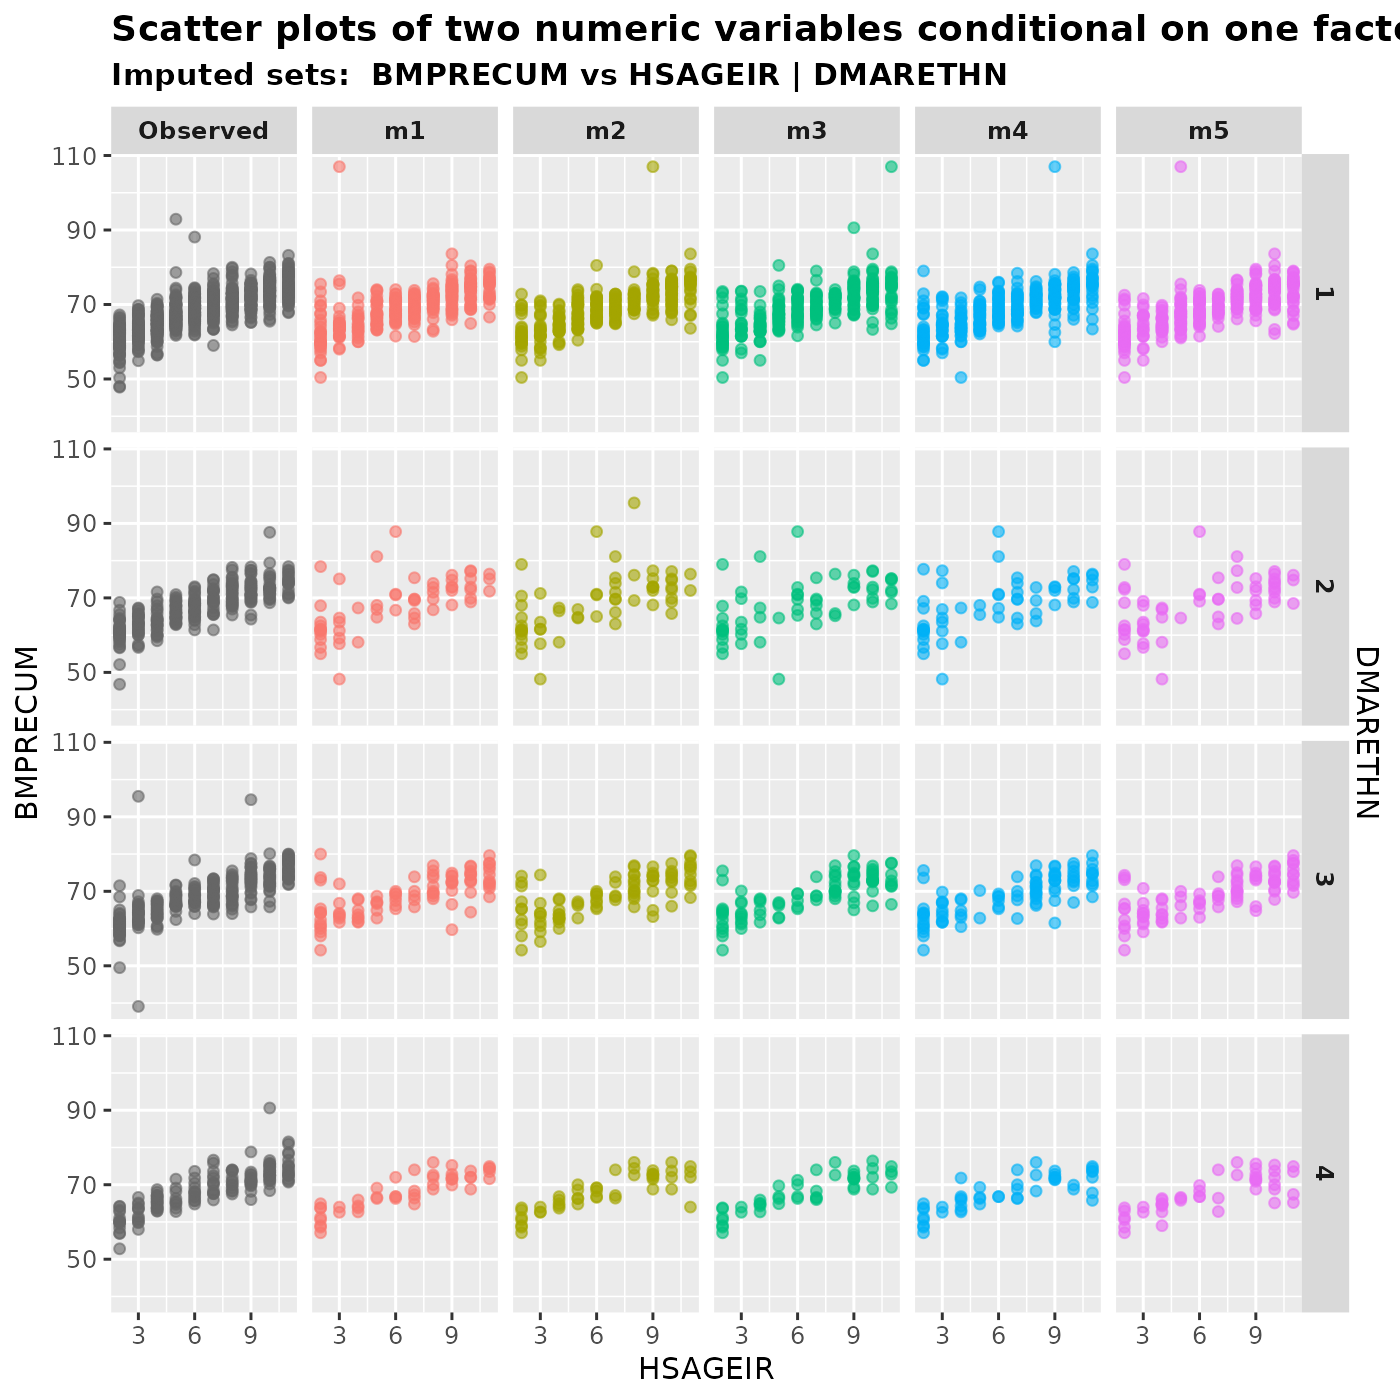 Scatter plots of two numeric variables conditional on one facto
Imputed sets:  BMPRECUM vs HSAGEIR | DMARETHN
Observed m1 m2 m3 m4 m5
110
90
70
50
1
110
90
70
50
2
110
90
70
50
3
110
90
70
50
4
BMPRECUM
DMARETHN
3 6 9 3 6 9 3 6 9 3 6 9 3 6 9 3 6 9
HSAGEIR